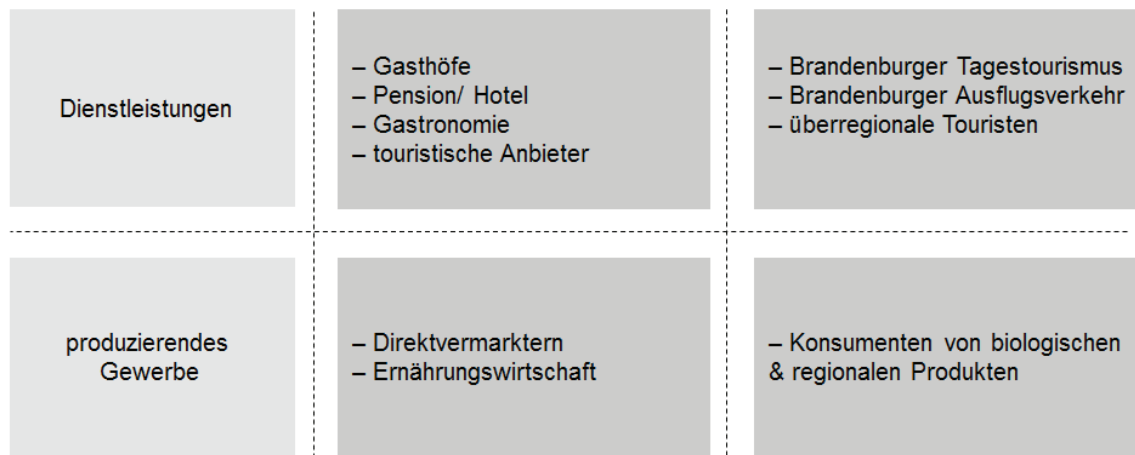 Dienstleistungen
– Gasthöfe
– Pension/ Hotel
– Gastronomie
– touristische Anbieter
– Brandenburger Tagestourismus
– Brandenburger Ausflugsverkehr
– überregionale Touristen
produzierendes
Gewerbe
– Direktvermarktern
– Ernährungswirtschaft
– Konsumenten von biologischen
& regionalen Produkten